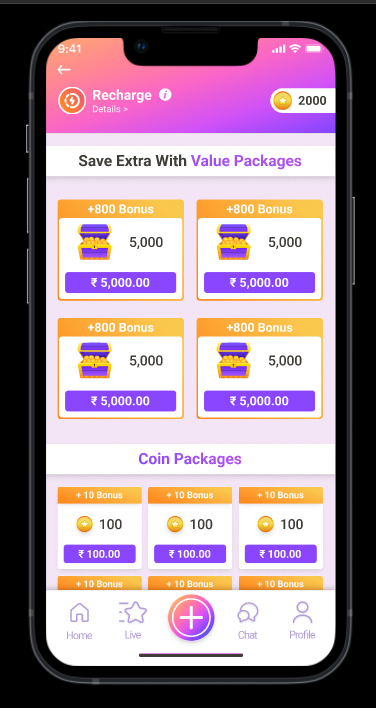 9:41
Recharge i
Details >
2000
Save Extra With Value Packages
+800 Bonus +800 Bonus
5,000 5,000
₹ 5,000.00 ₹ 5,000.00
+800 Bonus +800 Bonus
5,000 5,000
₹ 5,000.00 ₹ 5,000.00
Coin Packages
+ 10 Bonus + 10 Bonus + 10 Bonus
100 100 100
₹ 100.00 ₹ 100.00 ₹ 100.00
+ 10 Bonus + 10 Bonus + 10 Bonus
Home Live Chat Profile